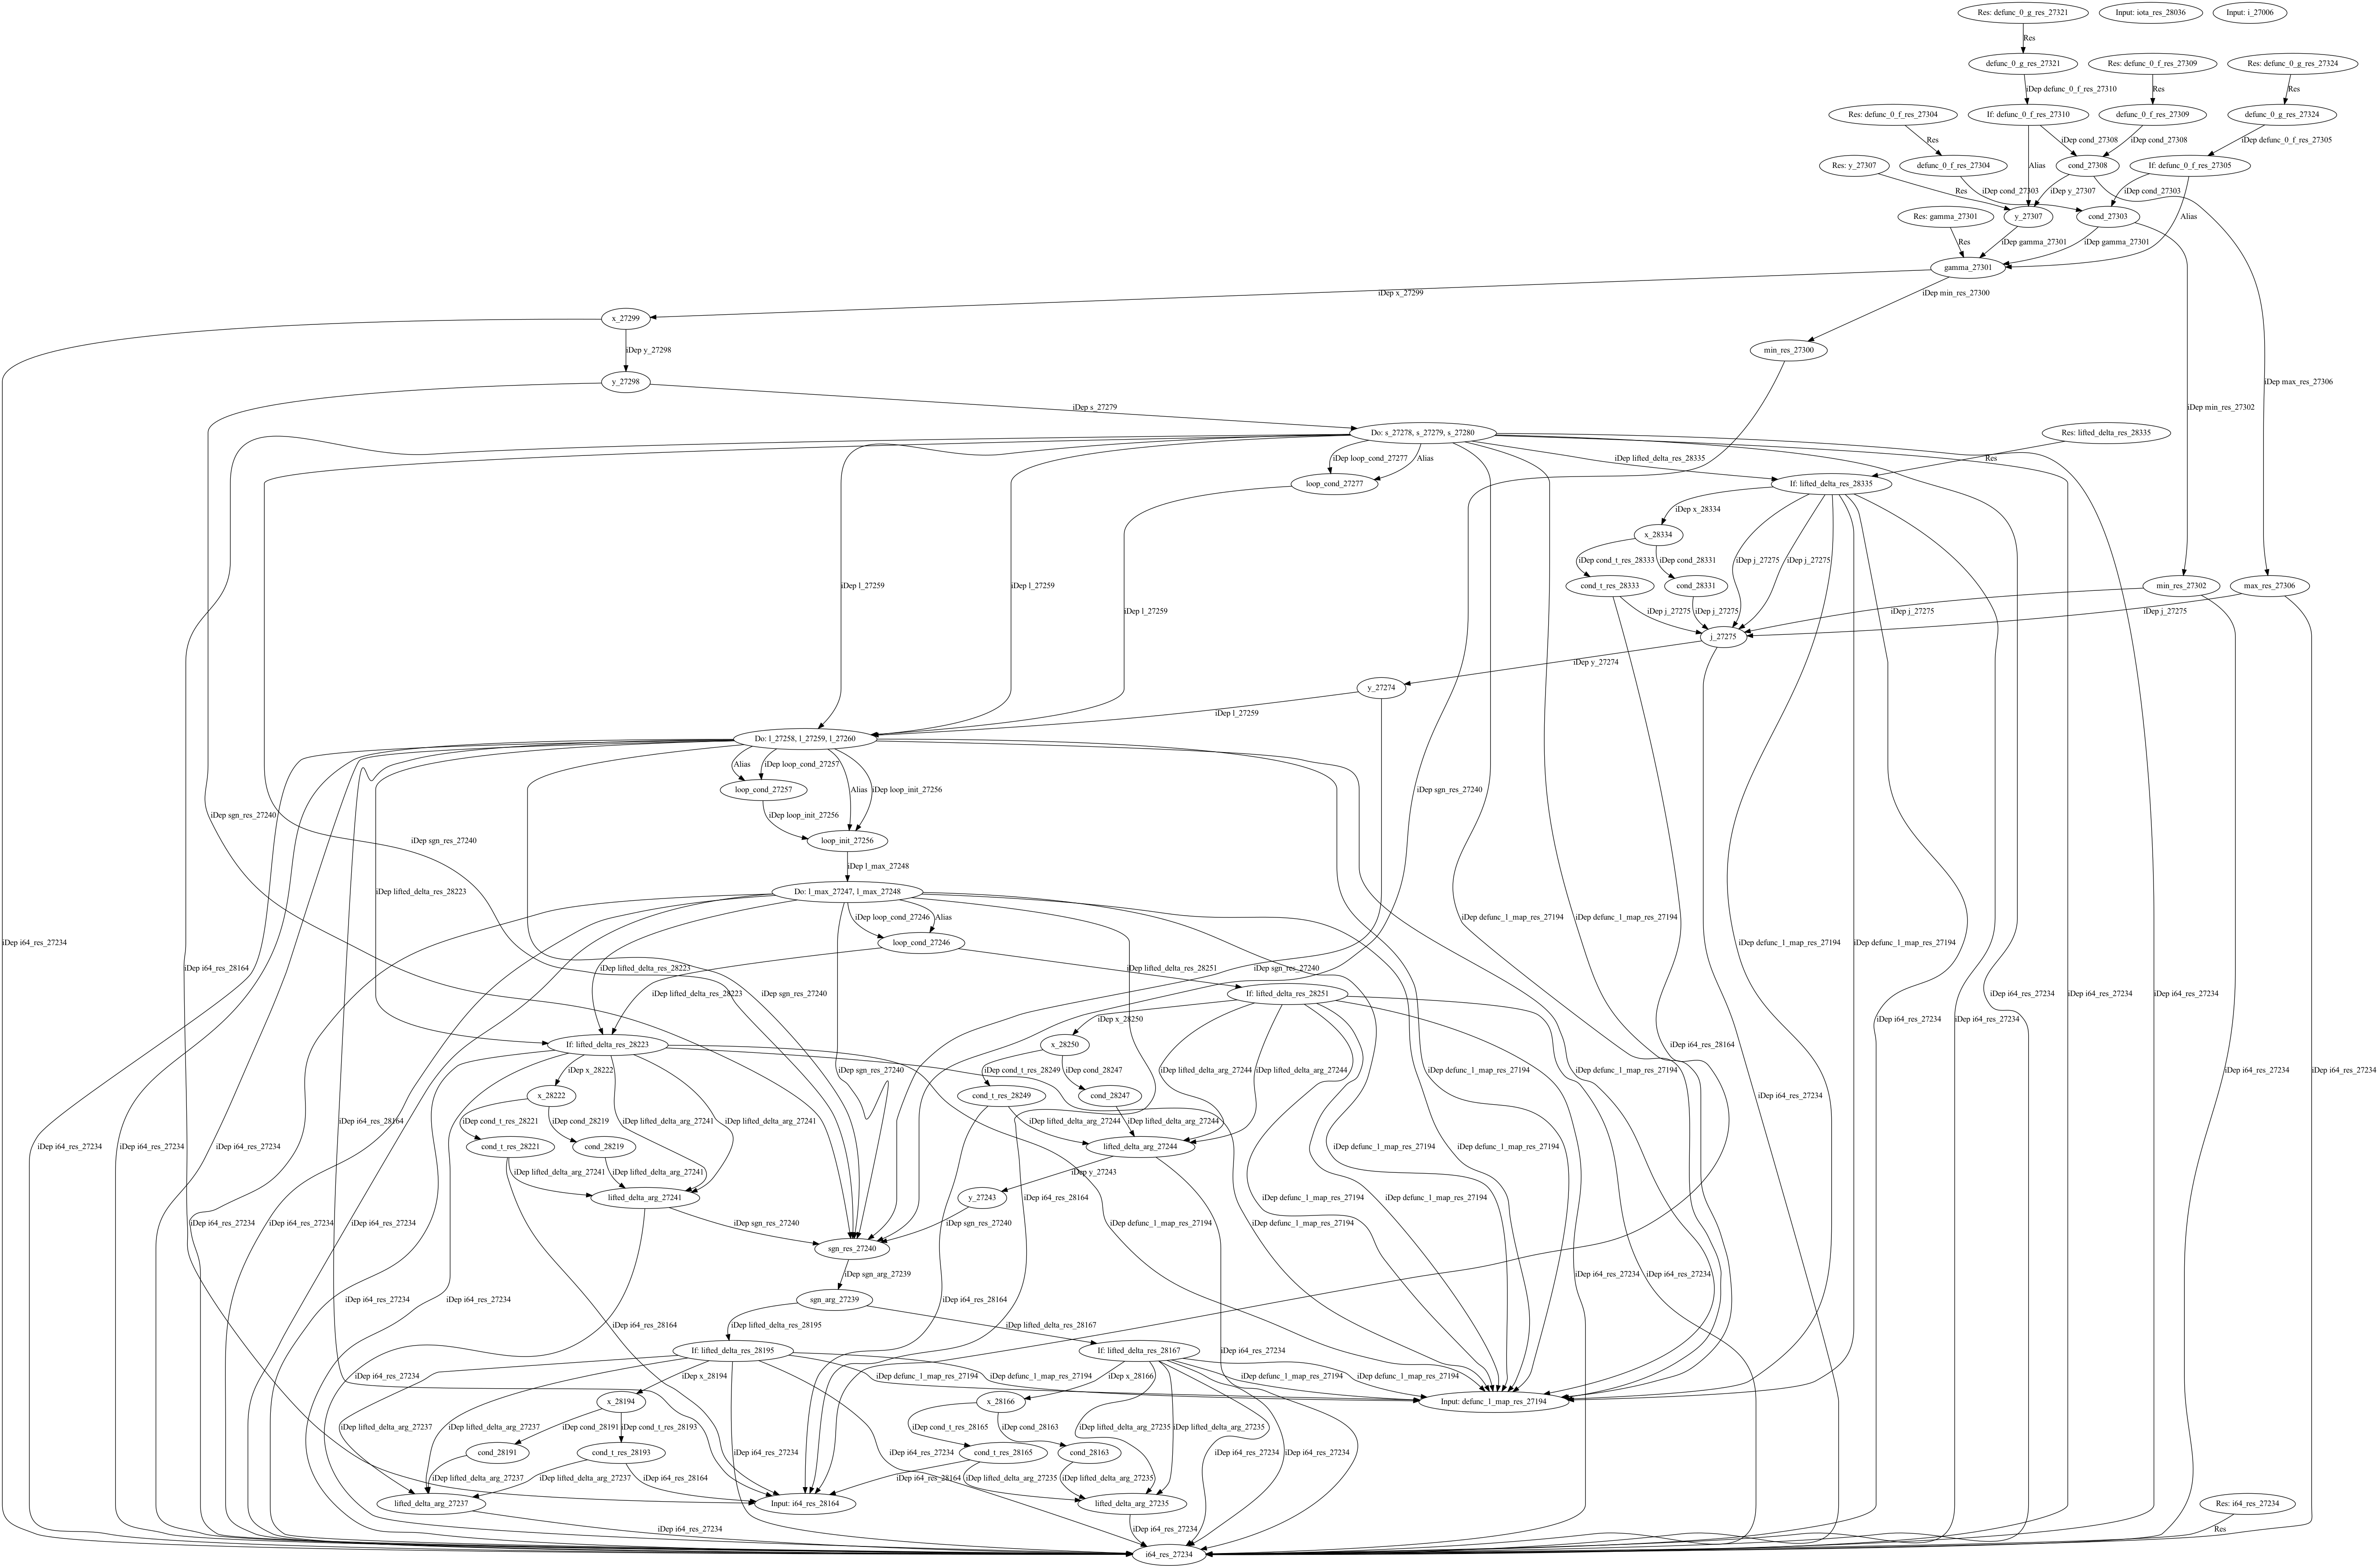 Res: defunc_0_g_res_27321
Input: iota_res_28036
Input: i_27006
Res
defunc_0_g_res_27321
Res: defunc_0_f_res_27309
Res: defunc_0_g_res_27324
iDep defunc_0_f_res_27310
Res
Res
Res: defunc_0_f_res_27304
If: defunc_0_f_res_27310
defunc_0_f_res_27309
defunc_0_g_res_27324
Res
iDep cond_27308
iDep cond_27308
iDep defunc_0_f_res_27305
Res: y_27307
defunc_0_f_res_27304
Alias
cond_27308
If: defunc_0_f_res_27305
Res
iDep cond_27303
iDep y_27307
iDep cond_27303
Res: gamma_27301
y_27307
cond_27303
Alias
Res
iDep gamma_27301
iDep gamma_27301
gamma_27301
iDep x_27299
iDep min_res_27300
x_27299
iDep y_27298
min_res_27300
y_27298
iDep max_res_27306
iDep s_27279
iDep min_res_27302
Do: s_27278, s_27279, s_27280
Res: lifted_delta_res_28335
iDep loop_cond_27277
Alias
iDep lifted_delta_res_28335
Res
loop_cond_27277
If: lifted_delta_res_28335
iDep x_28334
x_28334
iDep cond_t_res_28333
iDep cond_28331
iDep j_27275
iDep j_27275
iDep l_27259
iDep l_27259
cond_t_res_28333
cond_28331
min_res_27302
max_res_27306
iDep l_27259
iDep j_27275
iDep j_27275
iDep j_27275
iDep j_27275
j_27275
iDep y_27274
y_27274
iDep l_27259
Do: l_27258, l_27259, l_27260
Alias
iDep loop_cond_27257
loop_cond_27257
Alias
iDep loop_init_27256
iDep sgn_res_27240
iDep sgn_res_27240
iDep loop_init_27256
iDep sgn_res_27240
loop_init_27256
iDep l_max_27248
iDep lifted_delta_res_28223
Do: l_max_27247, l_max_27248
iDep loop_cond_27246
Alias
iDep defunc_1_map_res_27194
iDep defunc_1_map_res_27194
iDep i64_res_27234
loop_cond_27246
iDep defunc_1_map_res_27194
iDep defunc_1_map_res_27194
iDep i64_res_28164
iDep lifted_delta_res_28223
iDep lifted_delta_res_28251
iDep sgn_res_27240
iDep lifted_delta_res_28223
iDep sgn_res_27240
If: lifted_delta_res_28251
iDep i64_res_27234
iDep i64_res_27234
iDep i64_res_27234
iDep x_28250
iDep i64_res_27234
iDep i64_res_27234
If: lifted_delta_res_28223
x_28250
iDep i64_res_28164
iDep x_28222
iDep sgn_res_27240
iDep cond_t_res_28249
iDep cond_28247
iDep lifted_delta_arg_27244
iDep lifted_delta_arg_27244
iDep defunc_1_map_res_27194
iDep defunc_1_map_res_27194
iDep i64_res_27234
iDep i64_res_27234
x_28222
cond_t_res_28249
cond_28247
iDep i64_res_27234
iDep cond_t_res_28221
iDep cond_28219
iDep lifted_delta_arg_27241
iDep lifted_delta_arg_27241
iDep i64_res_28164
iDep lifted_delta_arg_27244
iDep lifted_delta_arg_27244
iDep i64_res_27234
iDep i64_res_27234
iDep i64_res_27234
cond_t_res_28221
cond_28219
lifted_delta_arg_27244
iDep defunc_1_map_res_27194
iDep defunc_1_map_res_27194
iDep lifted_delta_arg_27241
iDep lifted_delta_arg_27241
iDep y_27243
lifted_delta_arg_27241
y_27243
iDep i64_res_28164
iDep defunc_1_map_res_27194
iDep defunc_1_map_res_27194
iDep i64_res_27234
iDep i64_res_27234
iDep i64_res_27234
iDep sgn_res_27240
iDep sgn_res_27240
iDep defunc_1_map_res_27194
iDep defunc_1_map_res_27194
sgn_res_27240
iDep sgn_arg_27239
iDep i64_res_27234
iDep i64_res_27234
sgn_arg_27239
iDep i64_res_28164
iDep i64_res_27234
iDep i64_res_27234
iDep i64_res_28164
iDep lifted_delta_res_28195
iDep lifted_delta_res_28167
If: lifted_delta_res_28195
If: lifted_delta_res_28167
iDep i64_res_27234
iDep i64_res_27234
iDep x_28194
iDep defunc_1_map_res_27194
iDep defunc_1_map_res_27194
iDep x_28166
iDep defunc_1_map_res_27194
iDep defunc_1_map_res_27194
x_28194
x_28166
Input: defunc_1_map_res_27194
iDep lifted_delta_arg_27237
iDep lifted_delta_arg_27237
iDep cond_28191
iDep cond_t_res_28193
iDep cond_t_res_28165
iDep cond_28163
iDep lifted_delta_arg_27235
iDep lifted_delta_arg_27235
cond_28191
cond_t_res_28193
iDep i64_res_27234
iDep i64_res_27234
cond_t_res_28165
cond_28163
iDep i64_res_27234
iDep i64_res_27234
iDep lifted_delta_arg_27237
iDep lifted_delta_arg_27237
iDep i64_res_28164
iDep i64_res_28164
iDep lifted_delta_arg_27235
iDep lifted_delta_arg_27235
lifted_delta_arg_27237
Input: i64_res_28164
lifted_delta_arg_27235
Res: i64_res_27234
iDep i64_res_27234
iDep i64_res_27234
Res
i64_res_27234